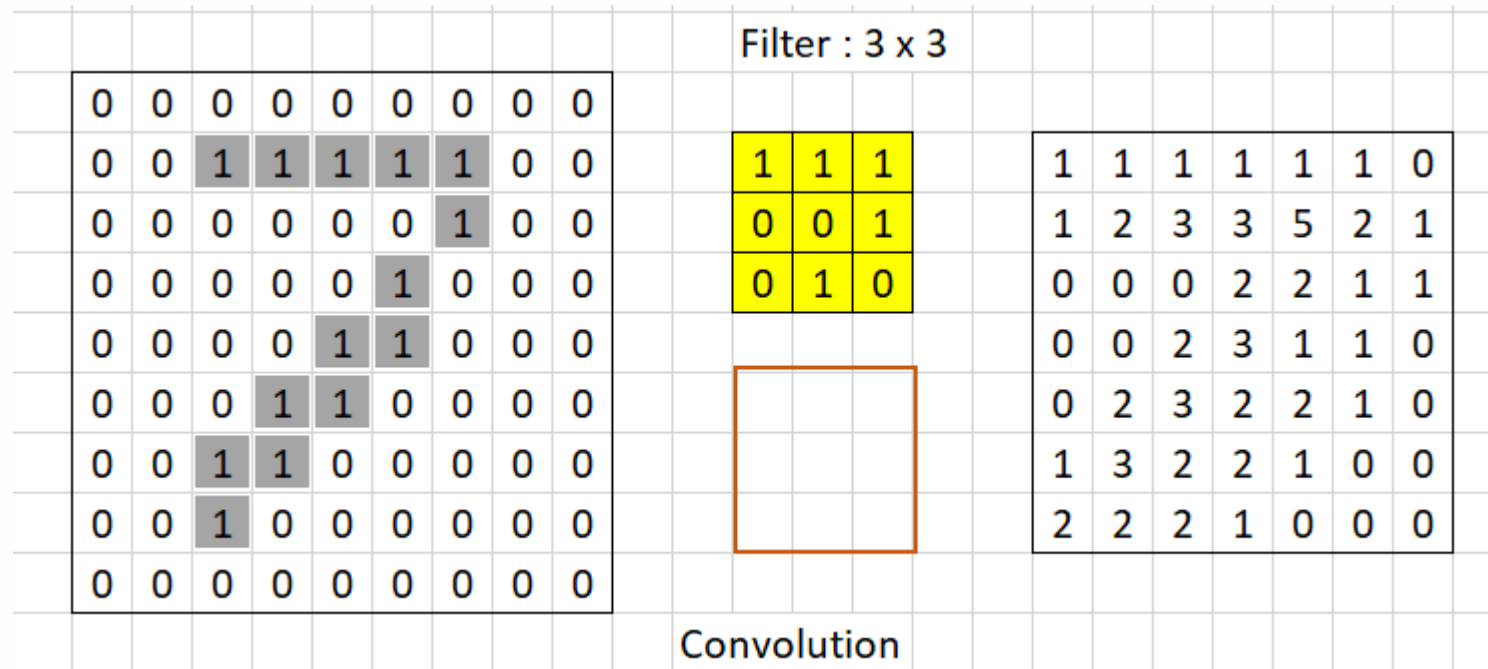 Filter : 3 x 3
0 0 0 0 0 0 0 0 0
0 0 1 1 1 1 1 0 0 1 1 1 1 1 1 1 1 1 0
0 0 0 0 0 0 1 0 0 0 0 1 1 2 3 3 5 2 1
0 0 0 0 0 1 0 0 0 0 1 0 0 0 0 2 2 1 1
0 0 0 0 1 1 0 0 0 0 0 2 3 1 1 0
0 0 0 1 1 0 0 0 0 0 2 3 2 2 1 0
0 0 1 1 0 0 0 0 0 1 3 2 2 1 0 0
0 0 1 0 0 0 0 0 0 2 2 2 1 0 0 0
0 0 0 0 0 0 0 0 0
Convolution